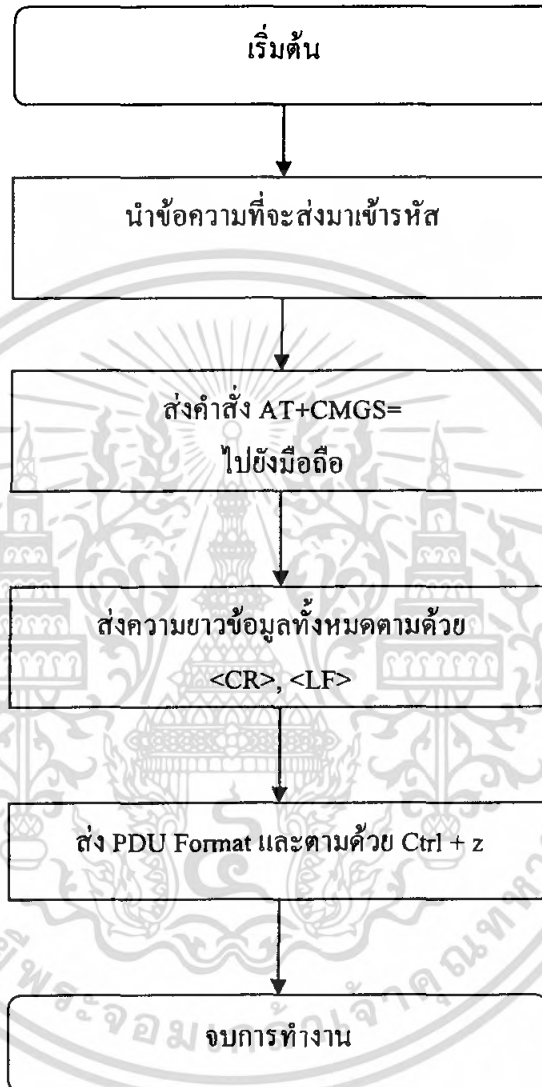 เริ่มต้น
นำข้อความที่จะส่งมาเข้ารหัส
ส่งคำสั่ง AT+CMGS=
ไปยังมือถือ
ส่งความยาวข้อมูลทั้งหมดตามด้วย
<CR>, <LF>
ส่ง PDU Format และตามด้วย Ctrl + z
จบการทำงาน